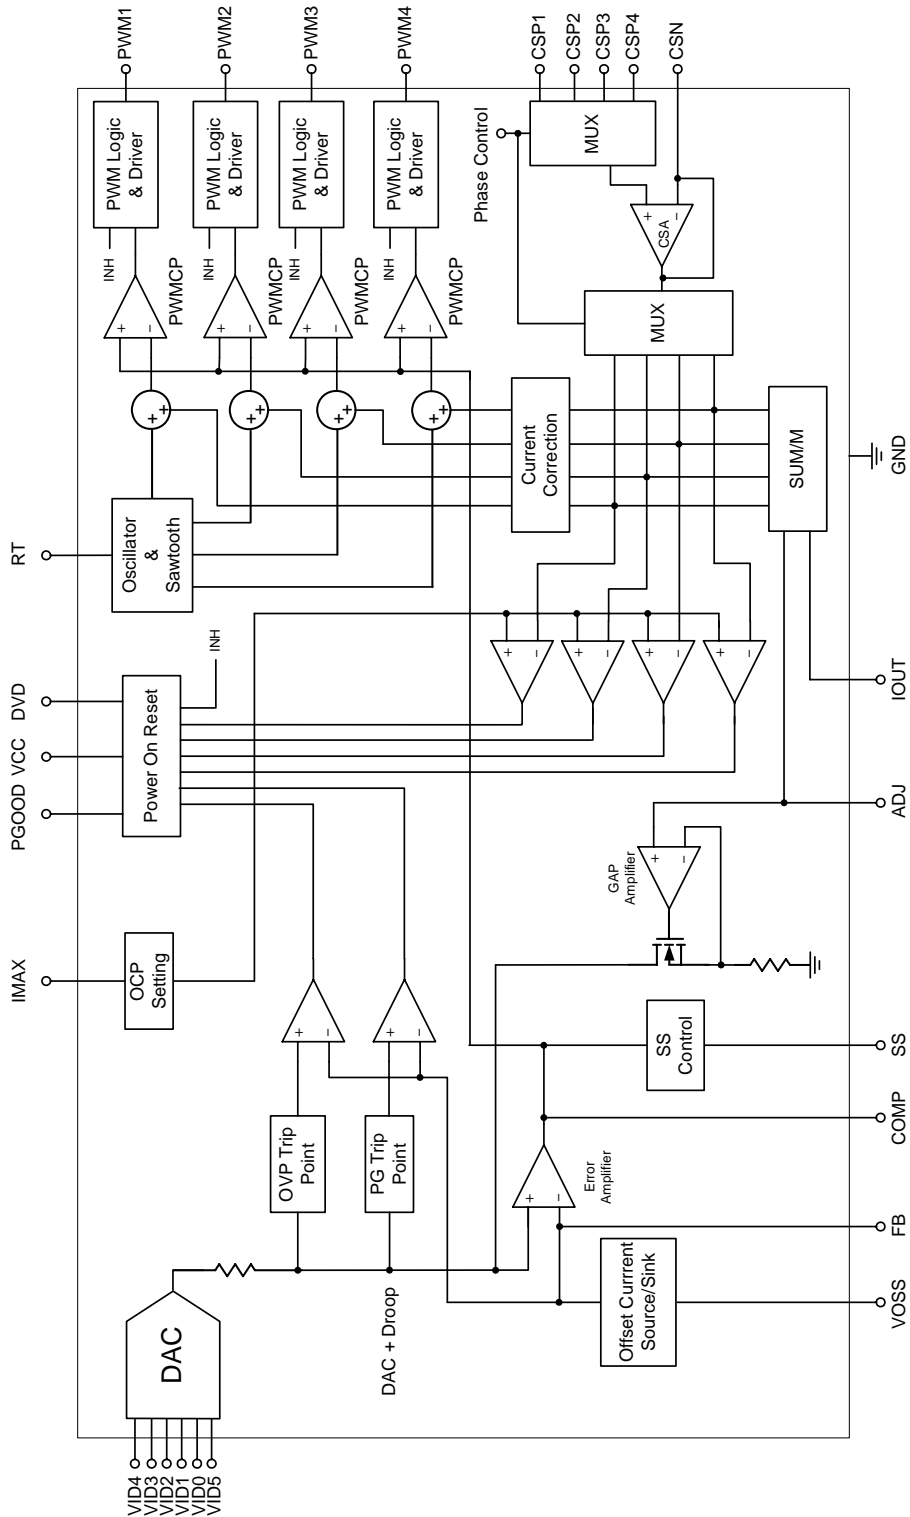 PGOOD
VCC
DVD
RT
IMAX
OCP
Setting
Power On Reset
INH
Oscillator
&
Sawtooth
PWM Logic
& Driver
PWM1
INH
+
−
PWMCP
PWM Logic
& Driver
PWM2
INH
+
−
PWMCP
PWM Logic
& Driver
PWM3
INH
+
−
PWMCP
PWM Logic
& Driver
PWM4
INH
+
−
PWMCP
+
+
+
+
+
+
+
+
Phase Control
CSP1
CSP2
CSP3
CSP4
CSN
MUX
+
−
CSA
MUX
Current
Correction
SUM/M
GND
+
−
+
−
+
−
+
−
VID4
VID3
VID2
VID1
VID0
VID5
DAC
OVP Trip
Point
+
−
PG Trip
Point
+
−
DAC + Droop
+
−
Error
Amplifier
Offset Currrent
Source/Sink
SS
Control
GAP
Amplifier
+
−
VOSS
FB
COMP
SS
ADJ
IOUT